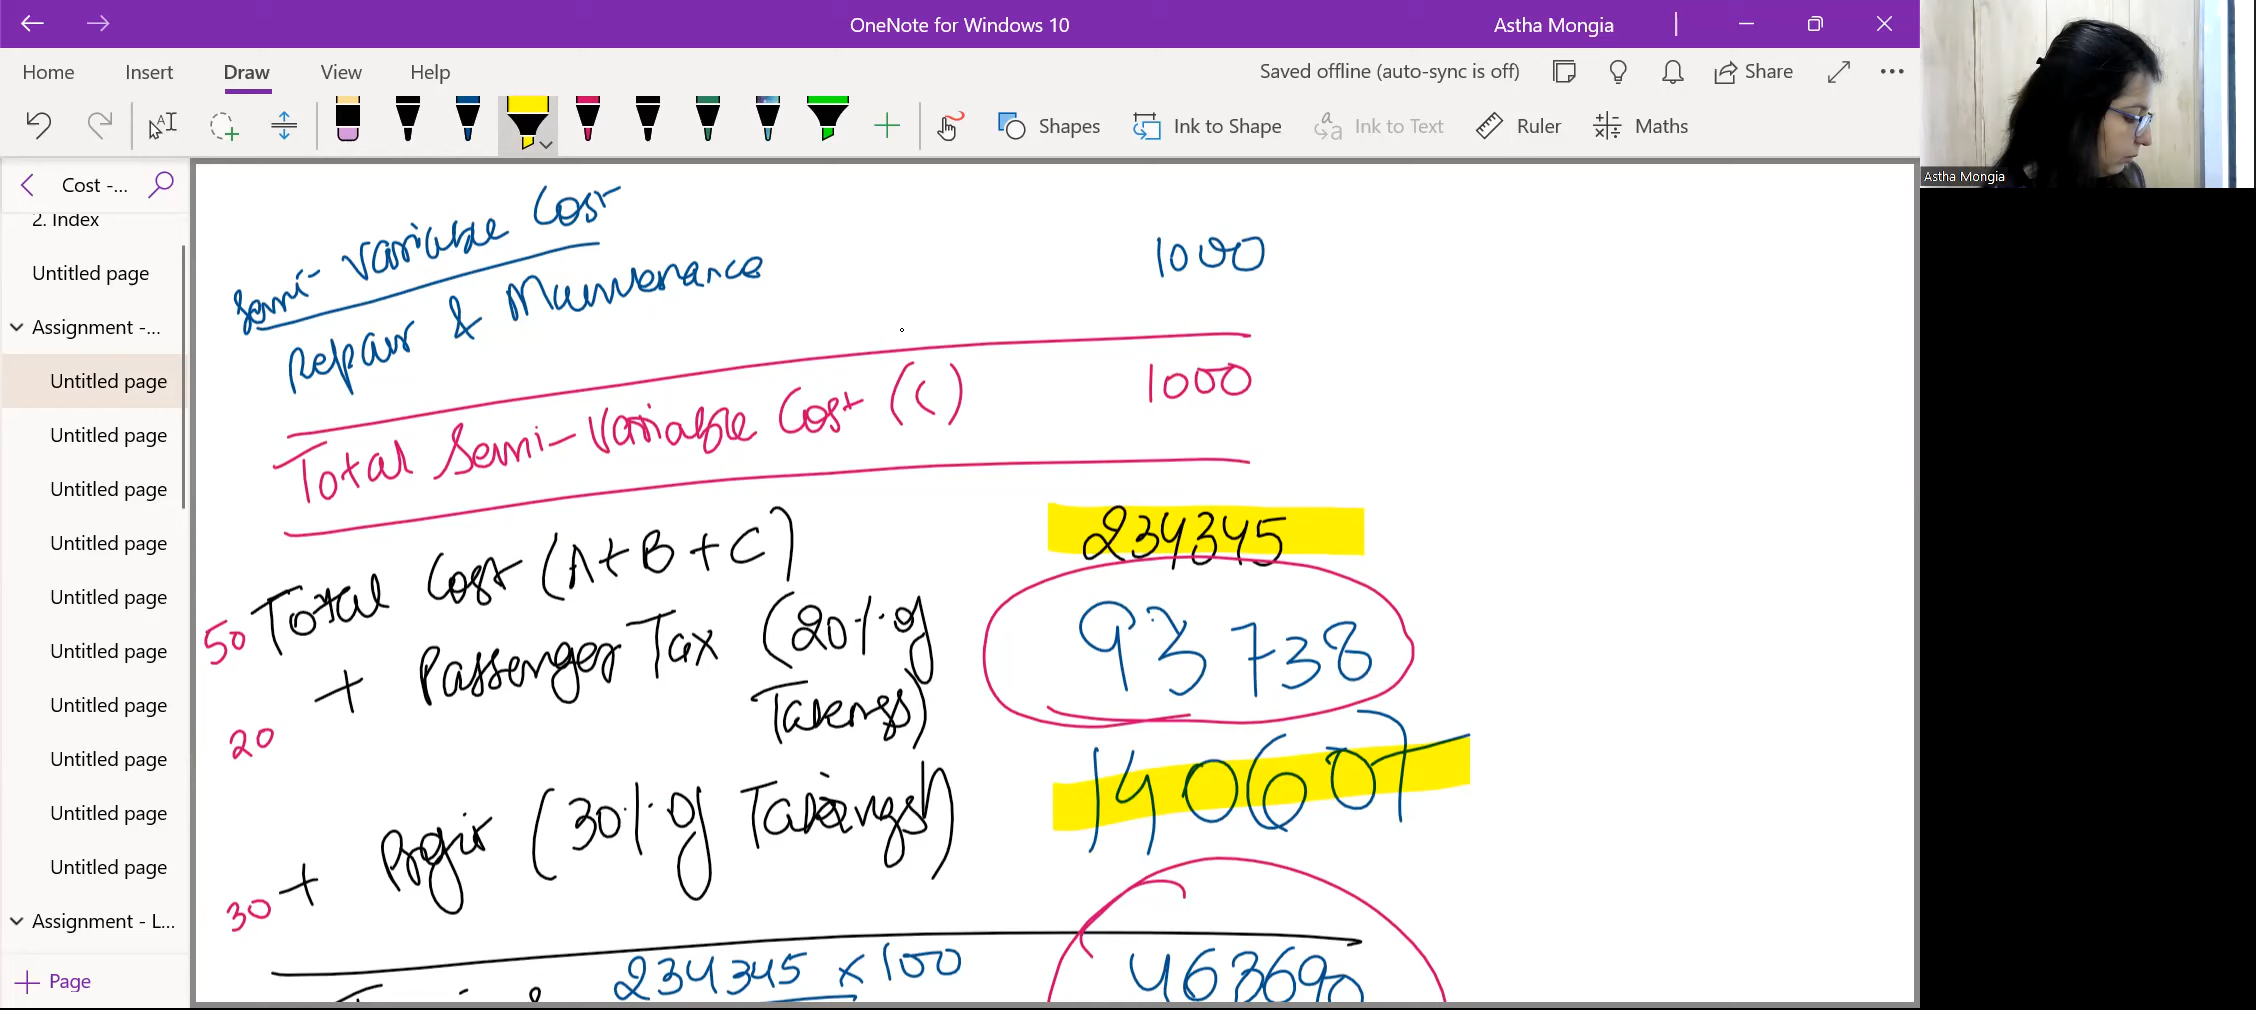 OneNote for Windows 10
Astha Mongia
Home Insert Draw View Help
Saved offline (auto-sync is off)
Share
Shapes
Ink to Shape
Ink to Text
Ruler
Maths
Astha Mongia
Cost -...
2. Index
Untitled page
Assignment -...
Untitled page
Untitled page
Untitled page
Untitled page
Untitled page
Untitled page
Untitled page
Untitled page
Untitled page
Untitled page
Assignment - L...
Page
Semi-Variable Cost
Repair & 1000
Total Semi-Variable Cost (C) 1000
Total Cost (A+B+C) 234345
50
+ Passenger Tax (20% of 93738
Takings)
20
+ Profit (30% of Takings) 140607
30
234345 x 100 463690